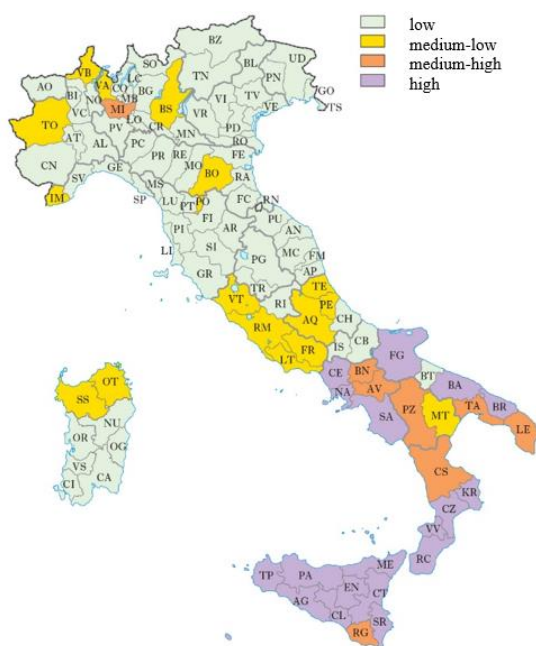 low
medium-low
medium-high
high
BZ
SO
UD
VB
LC
TN
BL
PN
AO
VA
CO
BG
BI
NO
MB
BS
VI
TV
GO
TS
VC
MI
VR
VE
TO
LO
PD
PV
CR
MN
AT
RO
AL
PC
FE
CN
PR
RE
MO
GE
BO
RA
SV
MS
FC
RN
IM
LU
PT
PO
SP
FI
PU
PI
AR
AN
LI
SI
MC
FM
PG
AP
GR
TR
TE
VT
RI
PE
AQ
CH
RM
FR
IS
CB
LT
FG
CE
BN
BT
OT
NA
AV
BA
SS
PZ
TA
BR
SA
MT
NU
LE
OR
OG
VS
CS
CI
CA
KR
CZ
VV
ME
RC
TP
PA
EN
CT
AG
CL
SR
RG